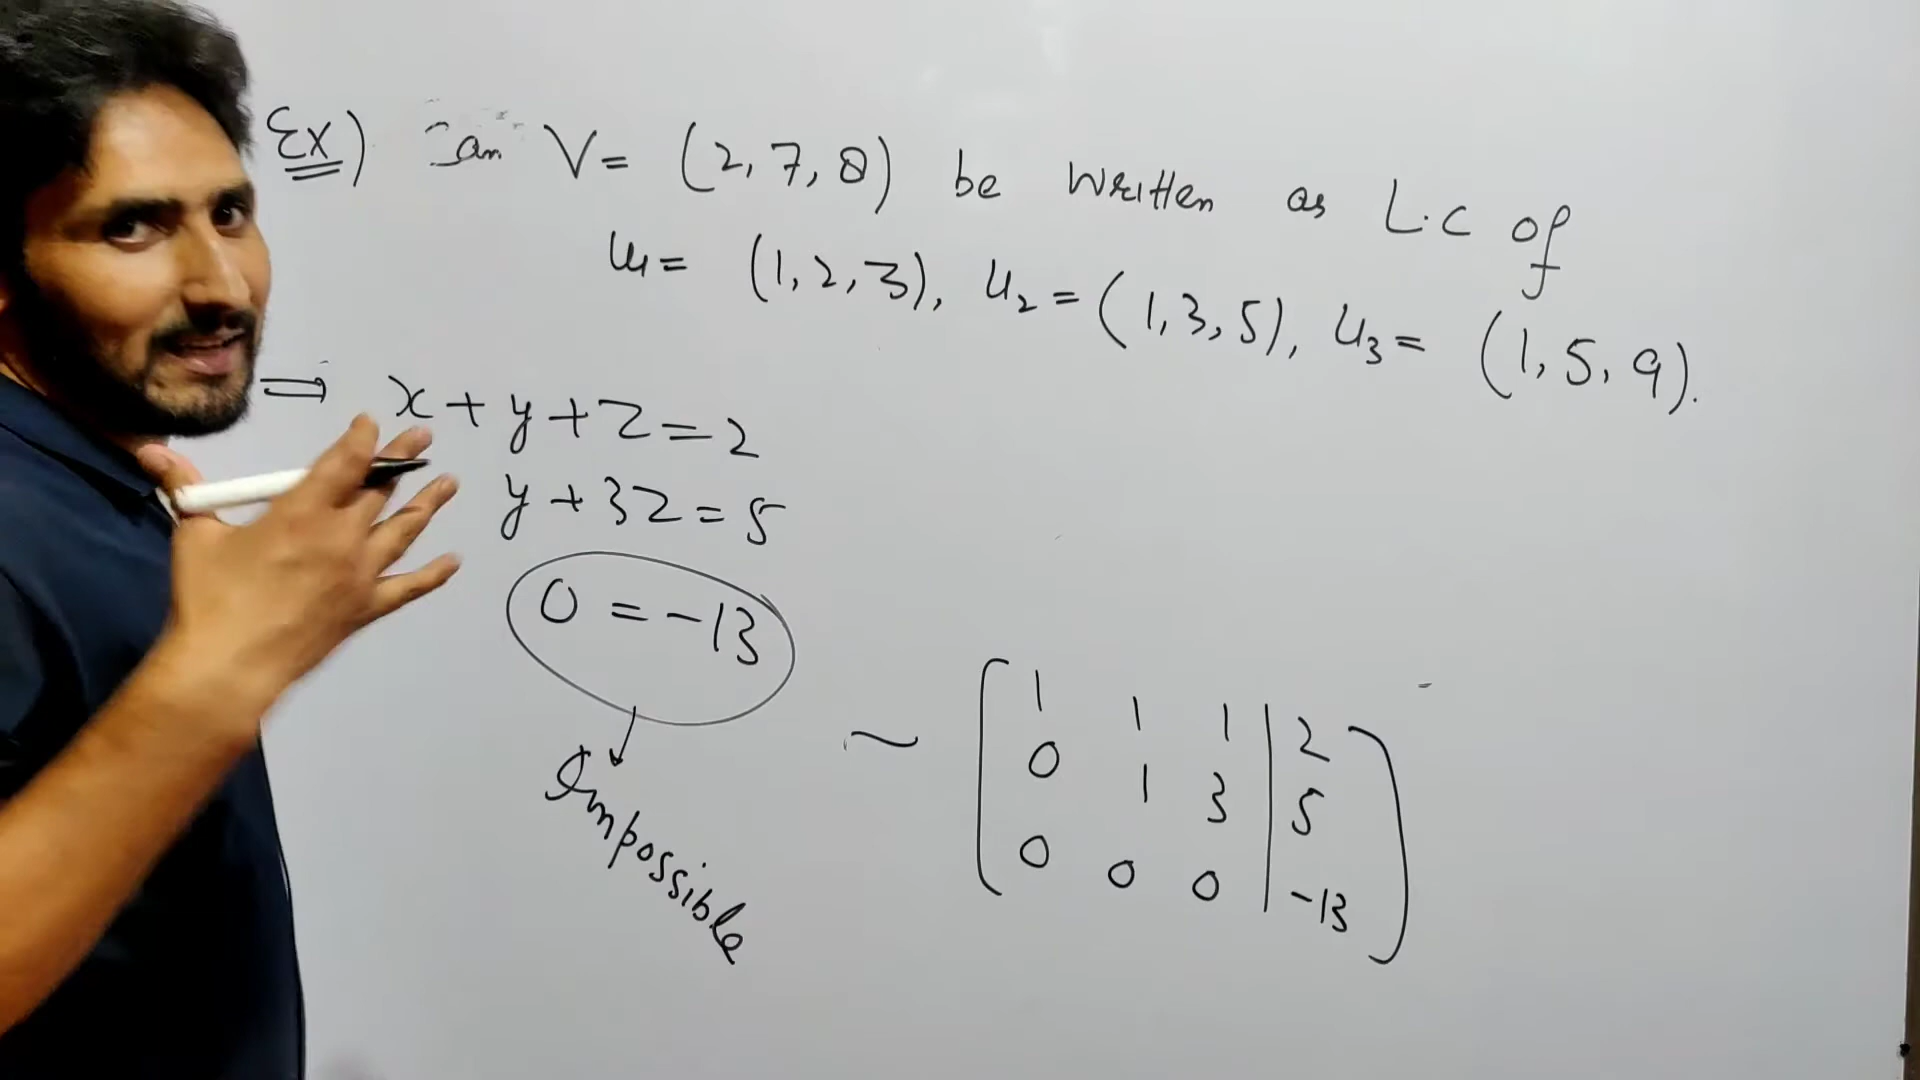 Ex) Can V = (2, 7, 8) be written as L.C of
u1 = (1, 2, 3), u2 = (1, 3, 5), u3 = (1, 5, 9).
⇒ x + y + z = 2
y + 3z = 5
0 = -13
Impossible
~ [ 1 1 1 | 2
0 1 3 | 5
0 0 0 | -13 ]